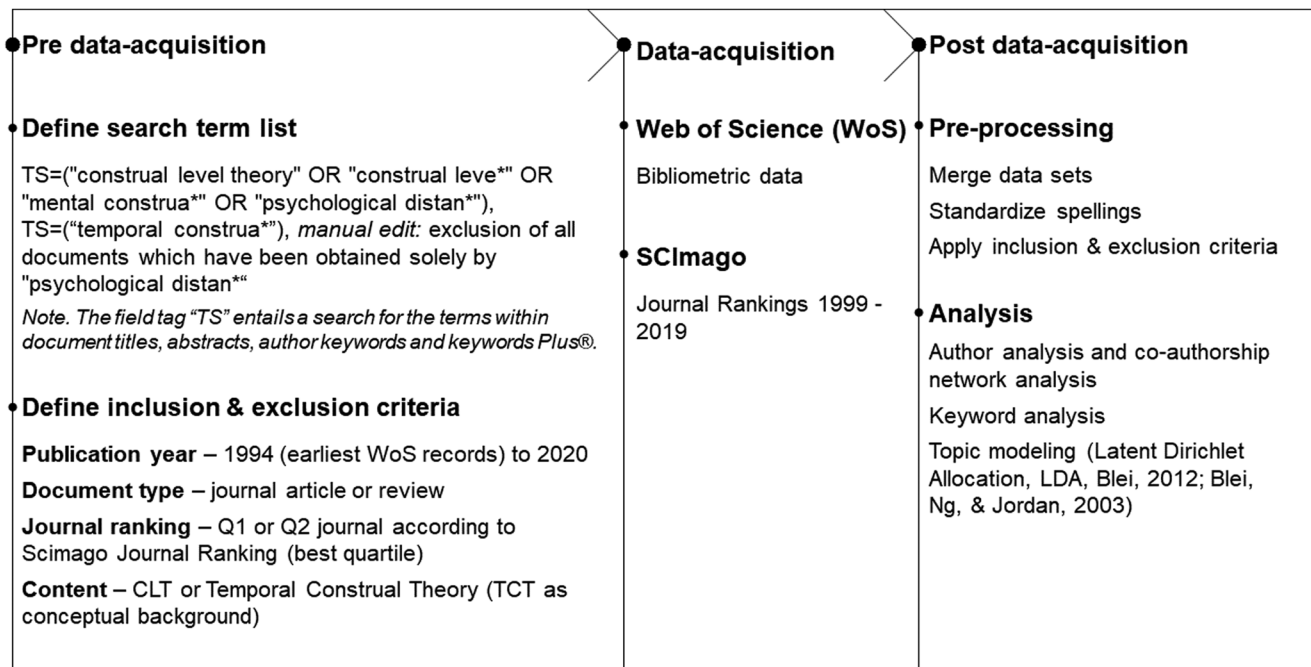 Pre data-acquisition
Define search term list
TS=("construal level theory" OR "construal leve*" OR
"mental construa*" OR "psychological distan*"),
TS=(“temporal construa*”), manual edit: exclusion of all
documents which have been obtained solely by
"psychological distan*“
Note. The field tag “TS” entails a search for the terms within
document titles, abstracts, author keywords and keywords Plus®.
Define inclusion & exclusion criteria
Publication year – 1994 (earliest WoS records) to 2020
Document type – journal article or review
Journal ranking – Q1 or Q2 journal according to
Scimago Journal Ranking (best quartile)
Content – CLT or Temporal Construal Theory (TCT as
conceptual background)
Data-acquisition
Web of Science (WoS)
Bibliometric data
SCImago
Journal Rankings 1999 -
2019
Post data-acquisition
Pre-processing
Merge data sets
Standardize spellings
Apply inclusion & exclusion criteria
Analysis
Author analysis and co-authorship
network analysis
Keyword analysis
Topic modeling (Latent Dirichlet
Allocation, LDA, Blei, 2012; Blei,
Ng, & Jordan, 2003)